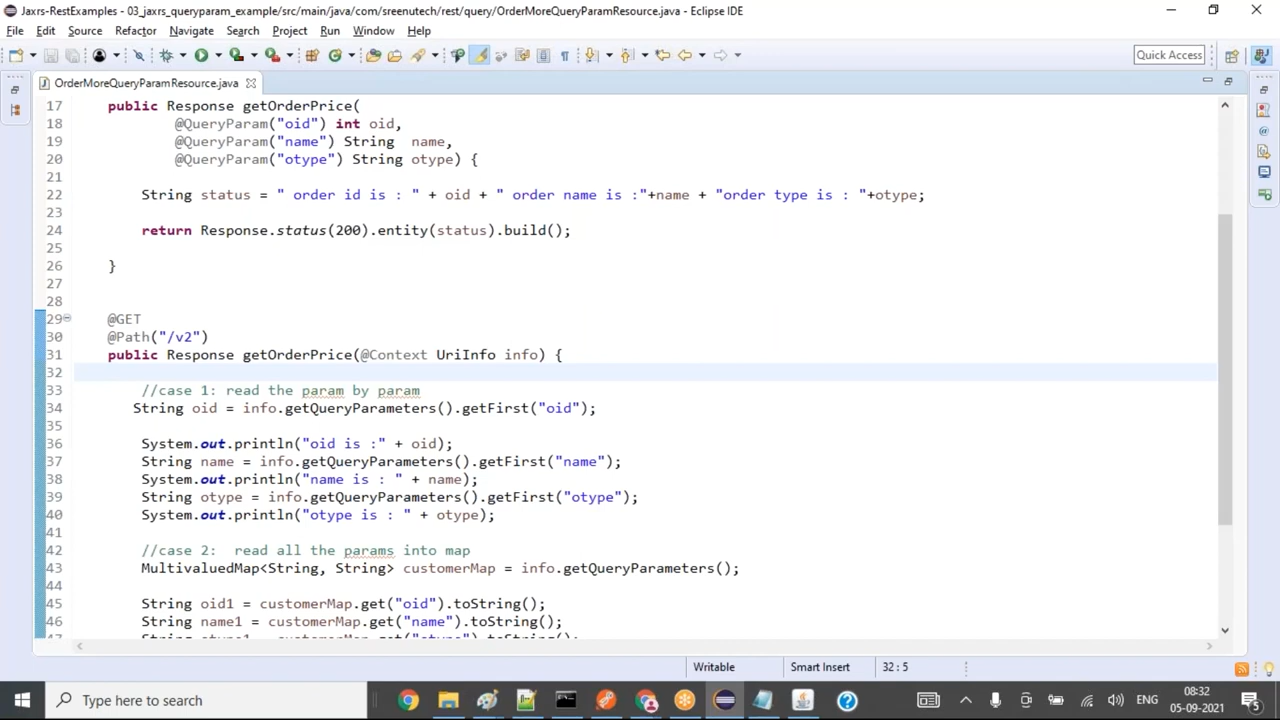 Jaxrs-RestExamples - 03_jaxrs_queryparam_example/src/main/java/com/sreenutech/rest/query/OrderMoreQueryParamResource.java - Eclipse IDE
File Edit Source Refactor Navigate Search Project Run Window Help
Quick Access
OrderMoreQueryParamResource.java
17 public Response getOrderPrice(
18 @QueryParam("oid") int oid,
19 @QueryParam("name") String  name,
20 @QueryParam("otype") String otype) {
21
22 String status = " order id is : " + oid + " order name is :"+name + "order type is : "+otype;
23
24 return Response.status(200).entity(status).build();
25
26 }
27
28
29 @GET
30 @Path("/v2")
31 public Response getOrderPrice(@Context UriInfo info) {
32
33 //case 1: read the param by param
34 String oid = info.getQueryParameters().getFirst("oid");
35
36 System.out.println("oid is :" + oid);
37 String name = info.getQueryParameters().getFirst("name");
38 System.out.println("name is : " + name);
39 String otype = info.getQueryParameters().getFirst("otype");
40 System.out.println("otype is : " + otype);
41
42 //case 2:  read all the params into map
43 MultivaluedMap<String, String> customerMap = info.getQueryParameters();
44
45 String oid1 = customerMap.get("oid").toString();
46 String name1 = customerMap.get("name").toString();
Writable Smart Insert 32 : 5
Type here to search
ENG
08:32
05-09-2021
5